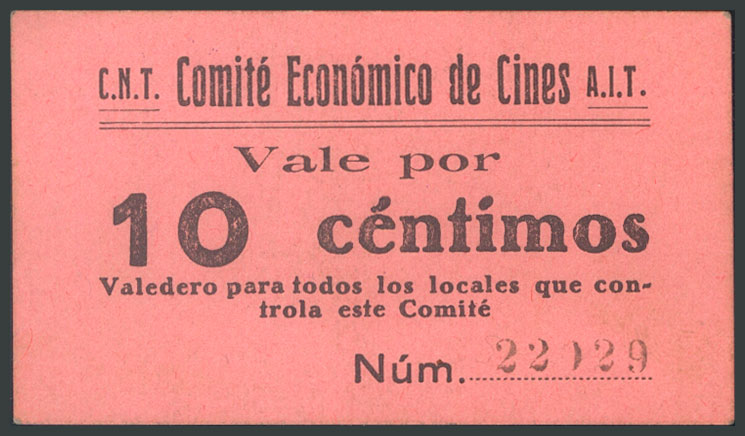 C.N.T. Comité Económico de Cines A.I.T.
Vale por
10 céntimos
Valedero para todos los locales que con-
trola este Comité
Núm.